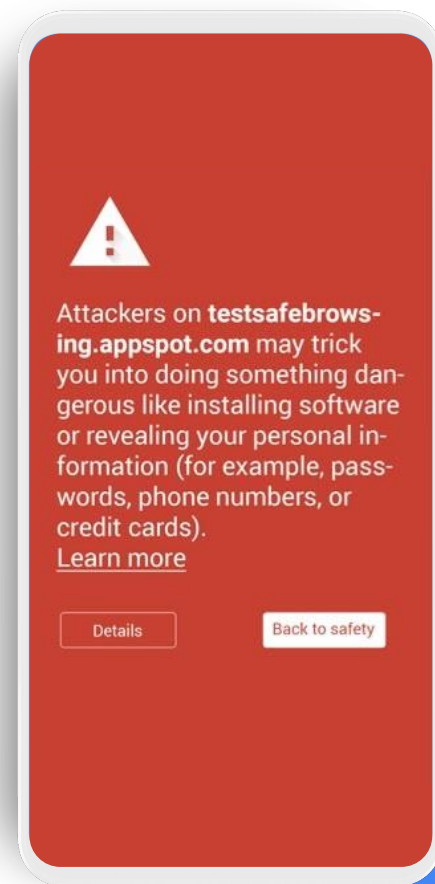 Attackers on testsafebrows-
ing.appspot.com may trick
you into doing something dan-
gerous like installing software
or revealing your personal in-
formation (for example, pass-
words, phone numbers, or
credit cards).
Learn more
Details
Back to safety